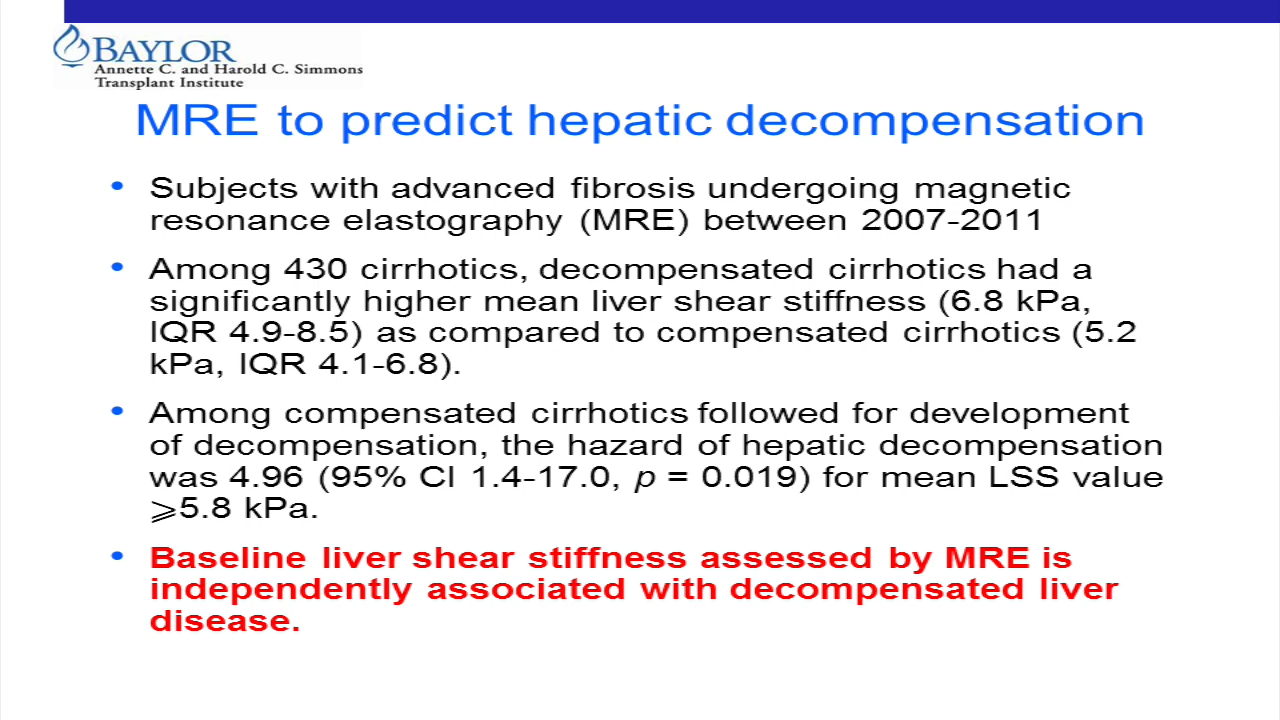 BAYLOR
Annette C. and Harold C. Simmons
Transplant Institute
MRE to predict hepatic decompensation
• Subjects with advanced fibrosis undergoing magnetic
resonance elastography (MRE) between 2007-2011
• Among 430 cirrhotics, decompensated cirrhotics had a
significantly higher mean liver shear stiffness (6.8 kPa,
IQR 4.9-8.5) as compared to compensated cirrhotics (5.2
kPa, IQR 4.1-6.8).
• Among compensated cirrhotics followed for development
of decompensation, the hazard of hepatic decompensation
was 4.96 (95% CI 1.4-17.0, p = 0.019) for mean LSS value
⩾5.8 kPa.
• Baseline liver shear stiffness assessed by MRE is
independently associated with decompensated liver
disease.